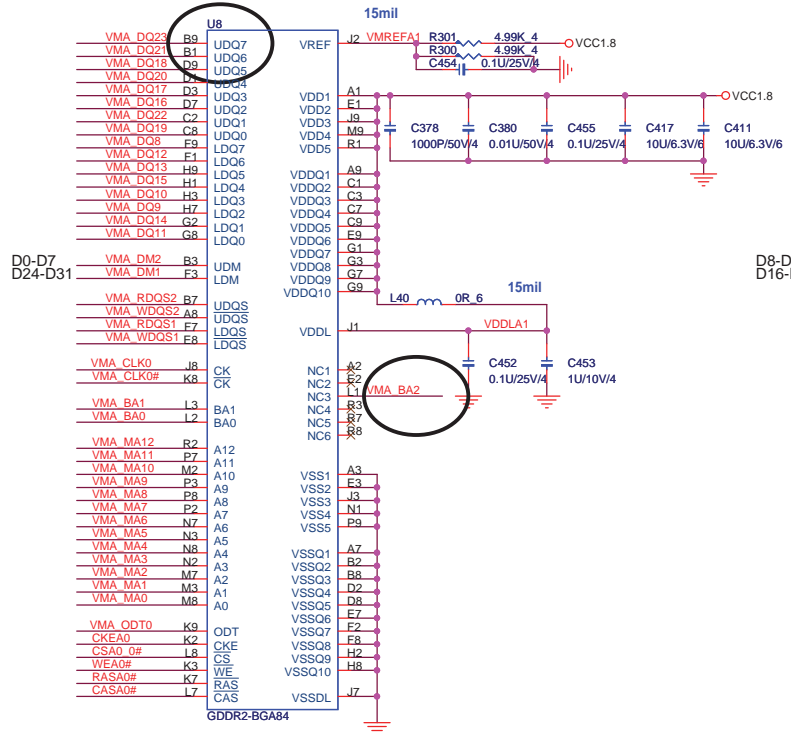 U8
15mil
VMA_DQ23 B9 UDQ7
VMA_DQ21 B1 UDQ6
VMA_DQ18 D9 UDQ5
VMA_DQ20 D1
VMA_DQ17 D3 UDQ3
VMA_DQ16 D7 UDQ2
VMA_DQ22 C2 UDQ1
VMA_DQ19 C8 UDQ0
VMA_DQ8 F9 LDQ7
VMA_DQ12 F1 LDQ6
VMA_DQ13 H9 LDQ5
VMA_DQ15 H1 LDQ4
VMA_DQ10 H3 LDQ3
VMA_DQ9 H7 LDQ2
VMA_DQ14 G2 LDQ1
VMA_DQ11 G8 LDQ0
D0-D7
D24-D31
VMA_DM2 B3 UDM
VMA_DM1 F3 LDM
VMA_RDQS2 B7 UDQS
VMA_WDQS2 A8 UDQS
VMA_RDQS1 F7 LDQS
VMA_WDQS1 E8 LDQS
VMA_CLK0 J8 CK
VMA_CLK0# K8 CK
VMA_BA1 L3 BA1
VMA_BA0 L2 BA0
VMA_MA12 R2 A12
VMA_MA11 P7 A11
VMA_MA10 M2 A10
VMA_MA9 P3 A9
VMA_MA8 P8 A8
VMA_MA7 P2 A7
VMA_MA6 N7 A6
VMA_MA5 N3 A5
VMA_MA4 N8 A4
VMA_MA3 N2 A3
VMA_MA2 M7 A2
VMA_MA1 M3 A1
VMA_MA0 M8 A0
VMA_ODT0 K9 ODT
CKEA0 K2 CKE
CSA0_0# L8 CS
WEA0# K3 WE
RASA0# K7 RAS
CASA0# L7 CAS
GDDR2-BGA84
VREF J2 VMREFA1
R301 4.99K_4 VCC1.8
R300 4.99K_4
C454 0.1U/25V/4
VDD1 A1 VCC1.8
VDD2 E1
VDD3 J9
VDD4 M9
VDD5 R1
C378 1000P/50V/4
C380 0.01U/50V/4
C455 0.1U/25V/4
C417 10U/6.3V/6
C411 10U/6.3V/6
VDDQ1 A9
VDDQ2 C1
VDDQ3 C3
VDDQ4 C7
VDDQ5 C9
VDDQ6 E9
VDDQ7 G1
VDDQ8 G3
VDDQ9 G7
VDDQ10 G9
L40 0R_6
15mil
VDDL J1 VDDLA1
C452 0.1U/25V/4
C453 1U/10V/4
NC1 A2
NC2 E2
NC3 L1 VMA_BA2
NC4 R3
NC5 R7
NC6 R8
VSS1 A3
VSS2 E3
VSS3 J3
VSS4 N1
VSS5 P9
VSSQ1 A7
VSSQ2 B2
VSSQ3 B8
VSSQ4 D2
VSSQ5 D8
VSSQ6 E7
VSSQ7 F2
VSSQ8 F8
VSSQ9 H2
VSSQ10 H8
VSSDL J7
D8-D
D16-